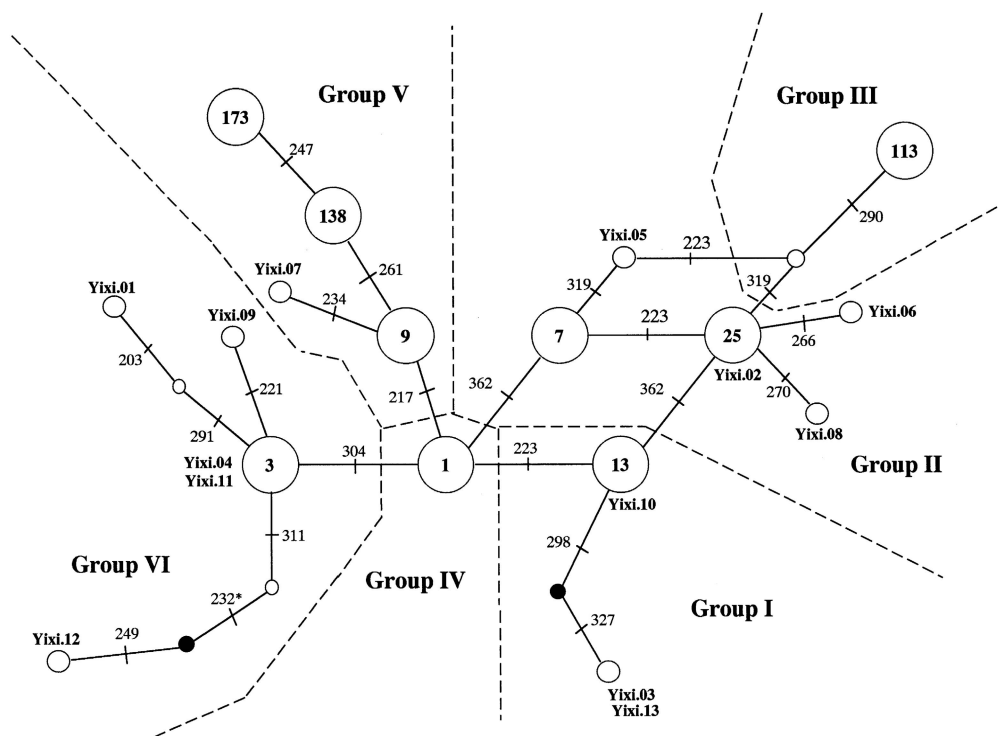 Group V
Group III
173
247
113
138
290
Yixi.05
223
261
Yixi.07
319
319
Yixi.01
234
Yixi.09
9
7
223
25
Yixi.06
266
203
Yixi.02
221
217
362
362
270
Yixi.08
291
Yixi.04
Yixi.11
3
304
1
223
13
Group II
Yixi.10
311
298
Group VI
Group IV
232*
Group I
327
249
Yixi.12
Yixi.03
Yixi.13